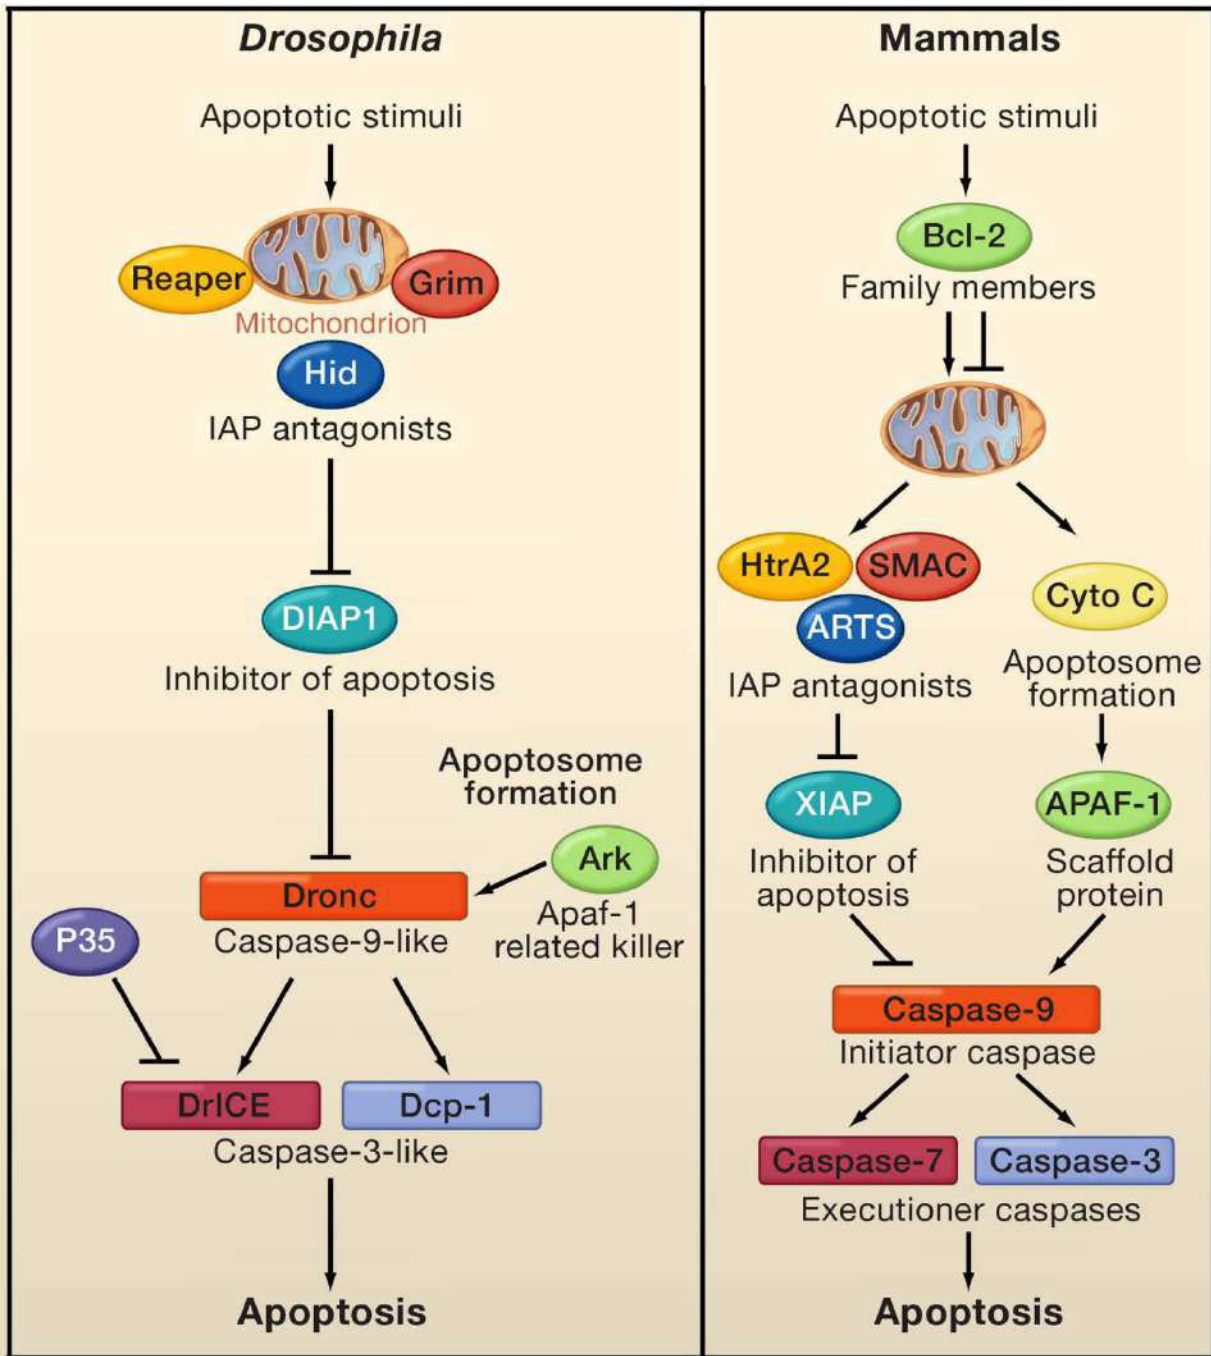 Drosophila
Apoptotic stimuli
Reaper
Grim
Mitochondrion
Hid
IAP antagonists
DIAP1
Inhibitor of apoptosis
Apoptosome
formation
Ark
Apaf-1
related killer
Dronc
Caspase-9-like
P35
DrICE
Dcp-1
Caspase-3-like
Apoptosis
Mammals
Apoptotic stimuli
Bcl-2
Family members
HtrA2
SMAC
ARTS
IAP antagonists
Cyto C
Apoptosome
formation
XIAP
Inhibitor of
apoptosis
APAF-1
Scaffold
protein
Caspase-9
Initiator caspase
Caspase-7
Caspase-3
Executioner caspases
Apoptosis